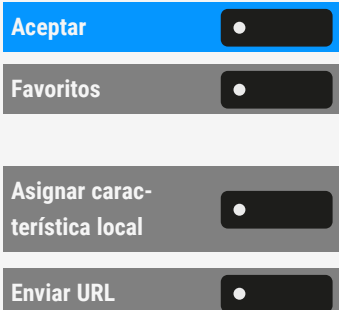 Aceptar
Favoritos
Asignar carac-
terística local
Enviar URL